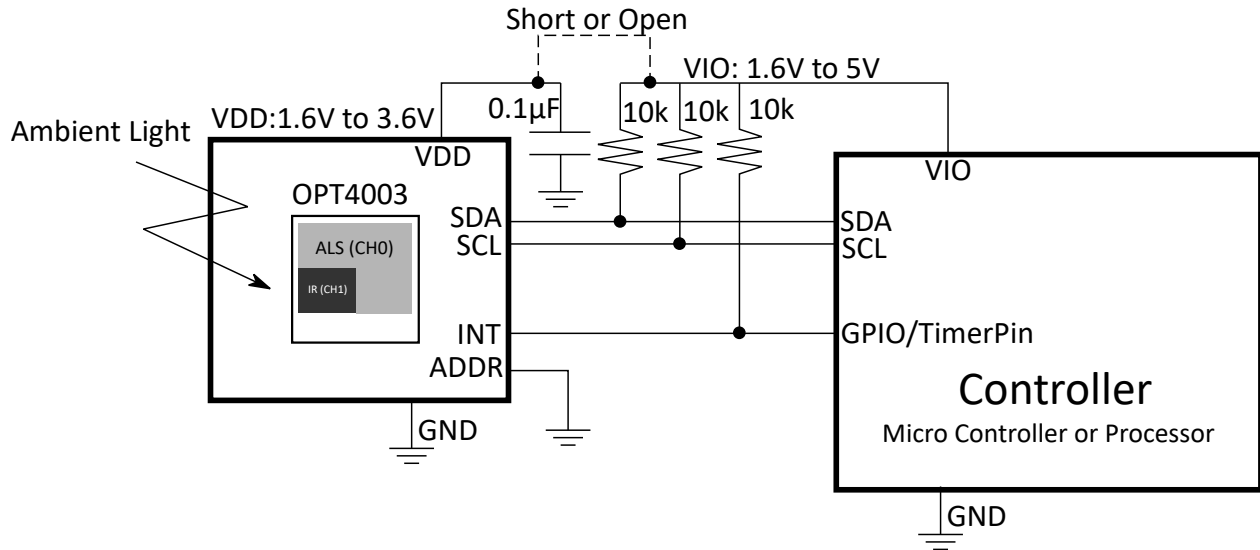 Short or Open
VIO: 1.6V to 5V
VDD:1.6V to 3.6V
0.1µF
10k
10k
10k
Ambient Light
VDD
VIO
OPT4003
SDA
SDA
ALS (CH0)
SCL
SCL
IR (CH1)
INT
GPIO/TimerPin
ADDR
Controller
GND
Micro Controller or Processor
GND